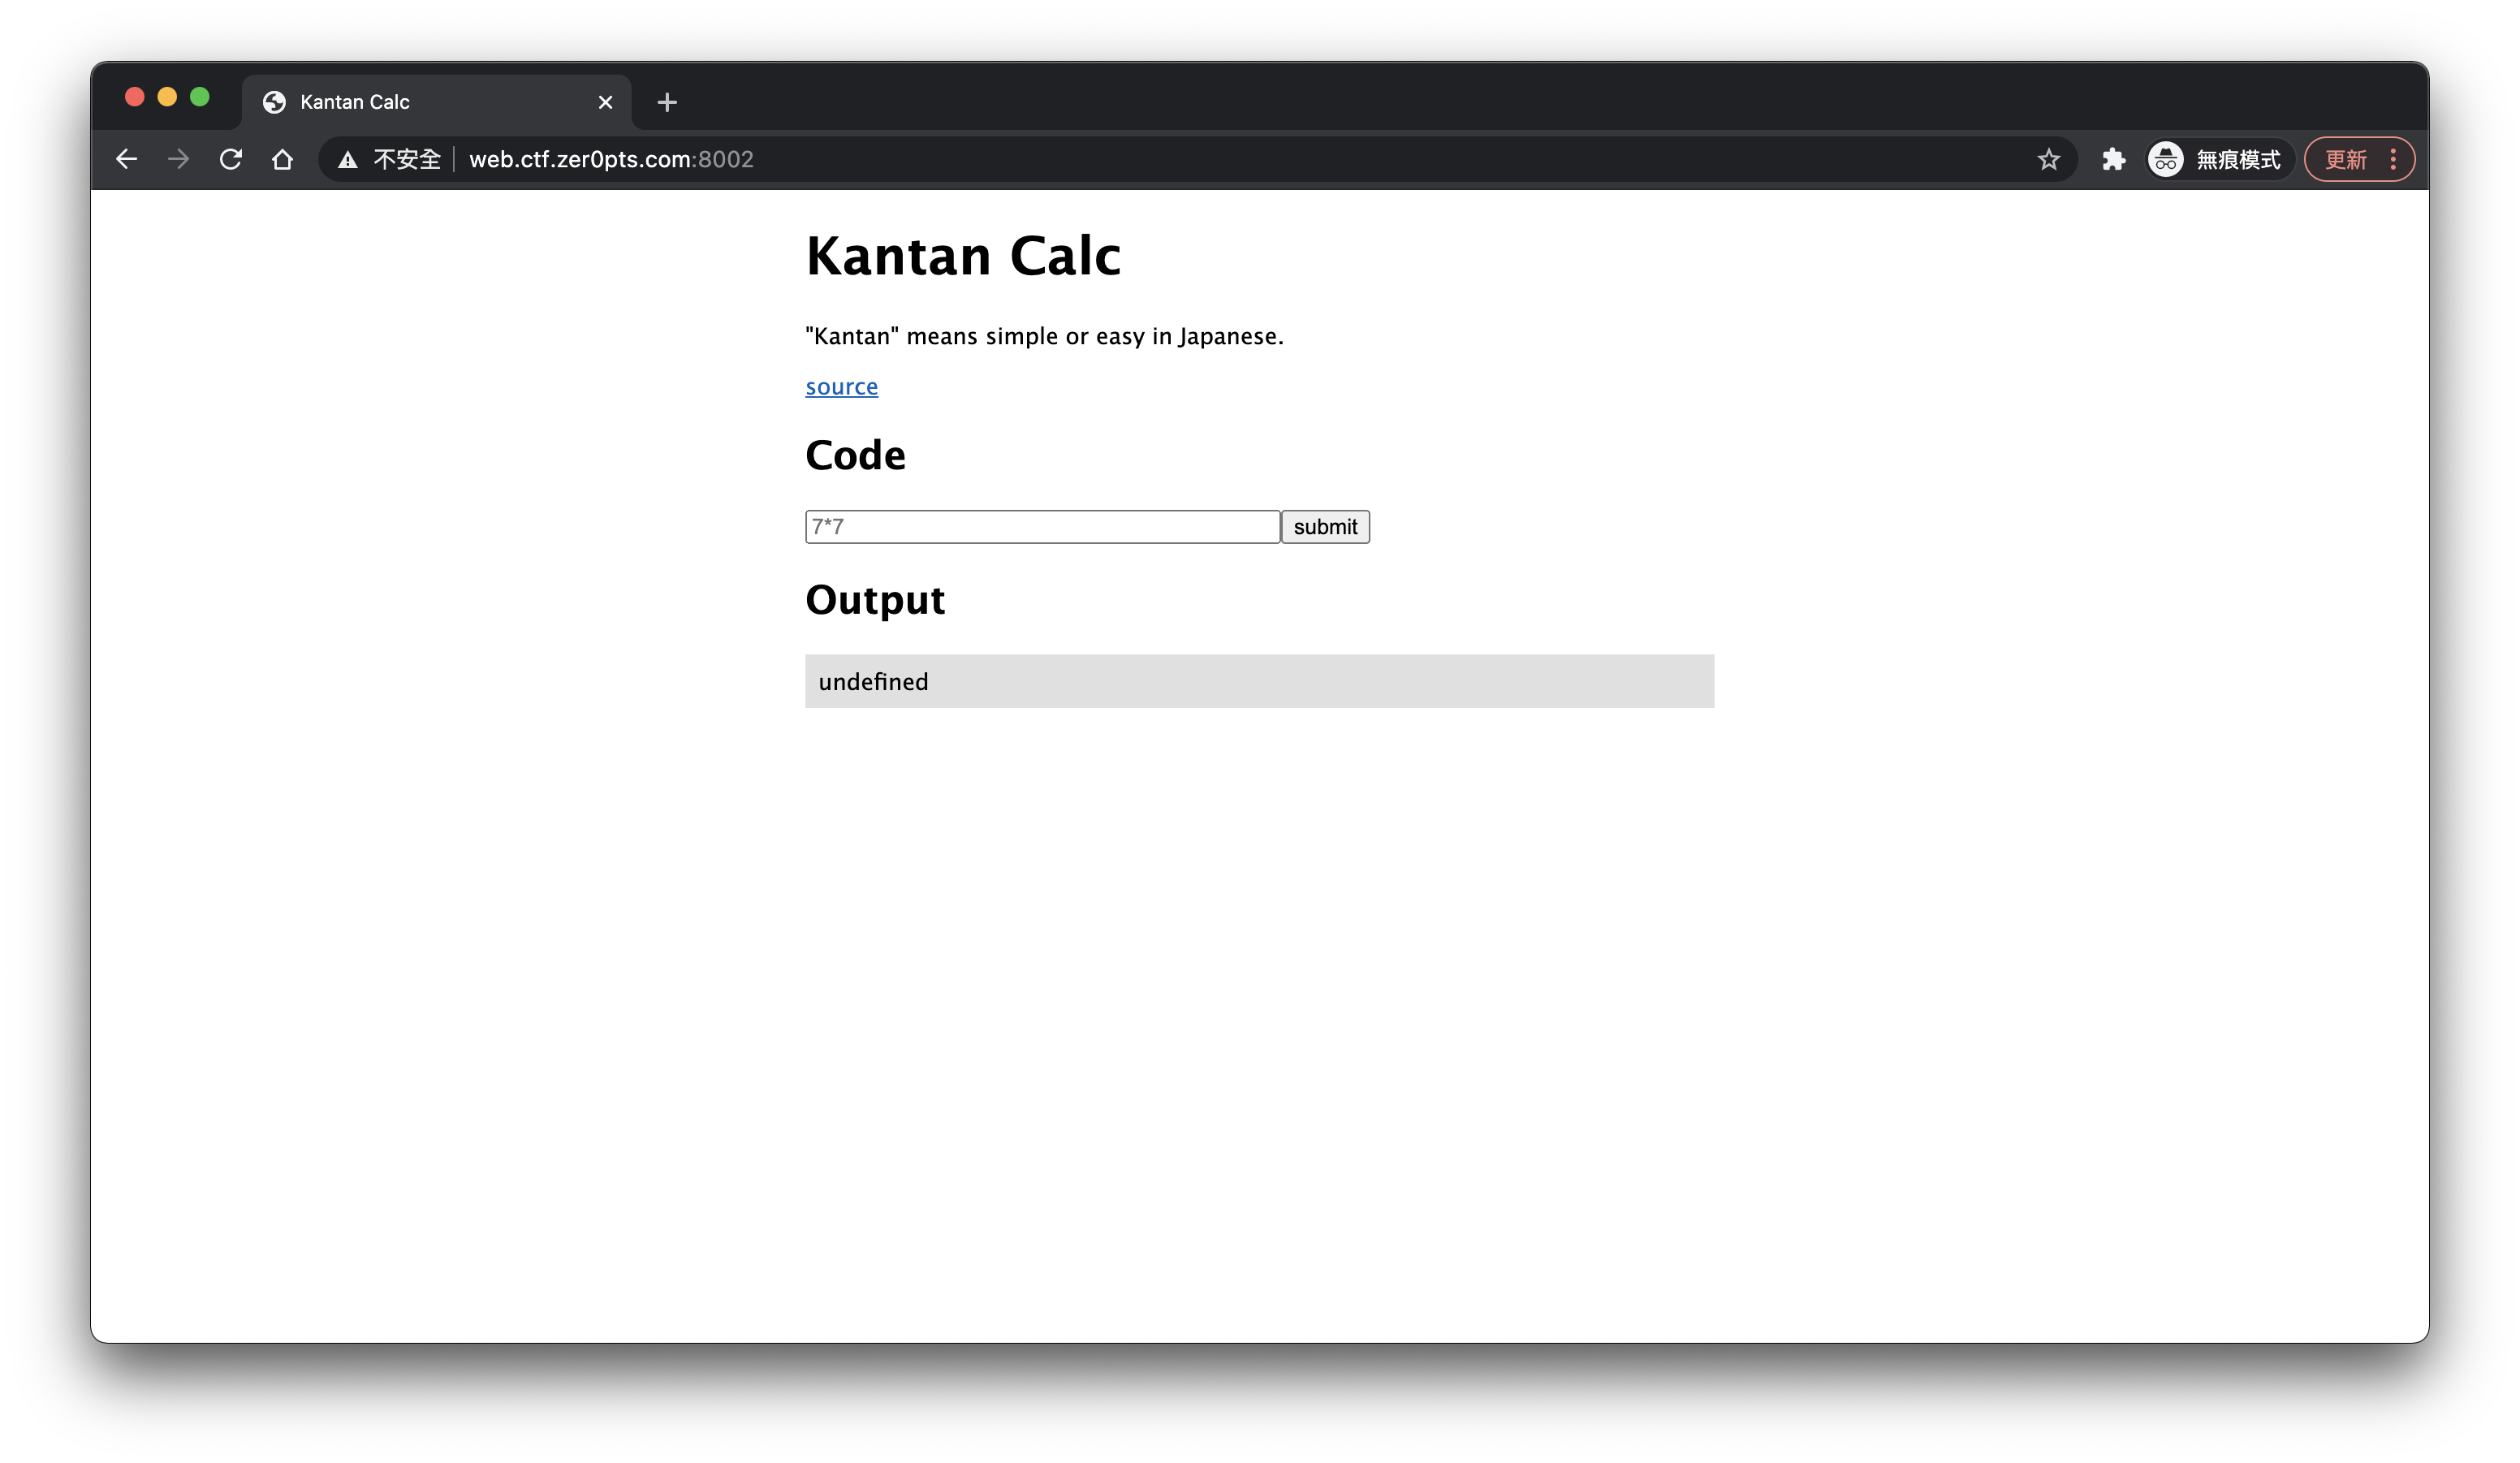 Kantan Calc
不安全
web.ctf.zer0pts.com:8002
無痕模式
更新
Kantan Calc
"Kantan" means simple or easy in Japanese.
source
Code
7*7
submit
Output
undefined